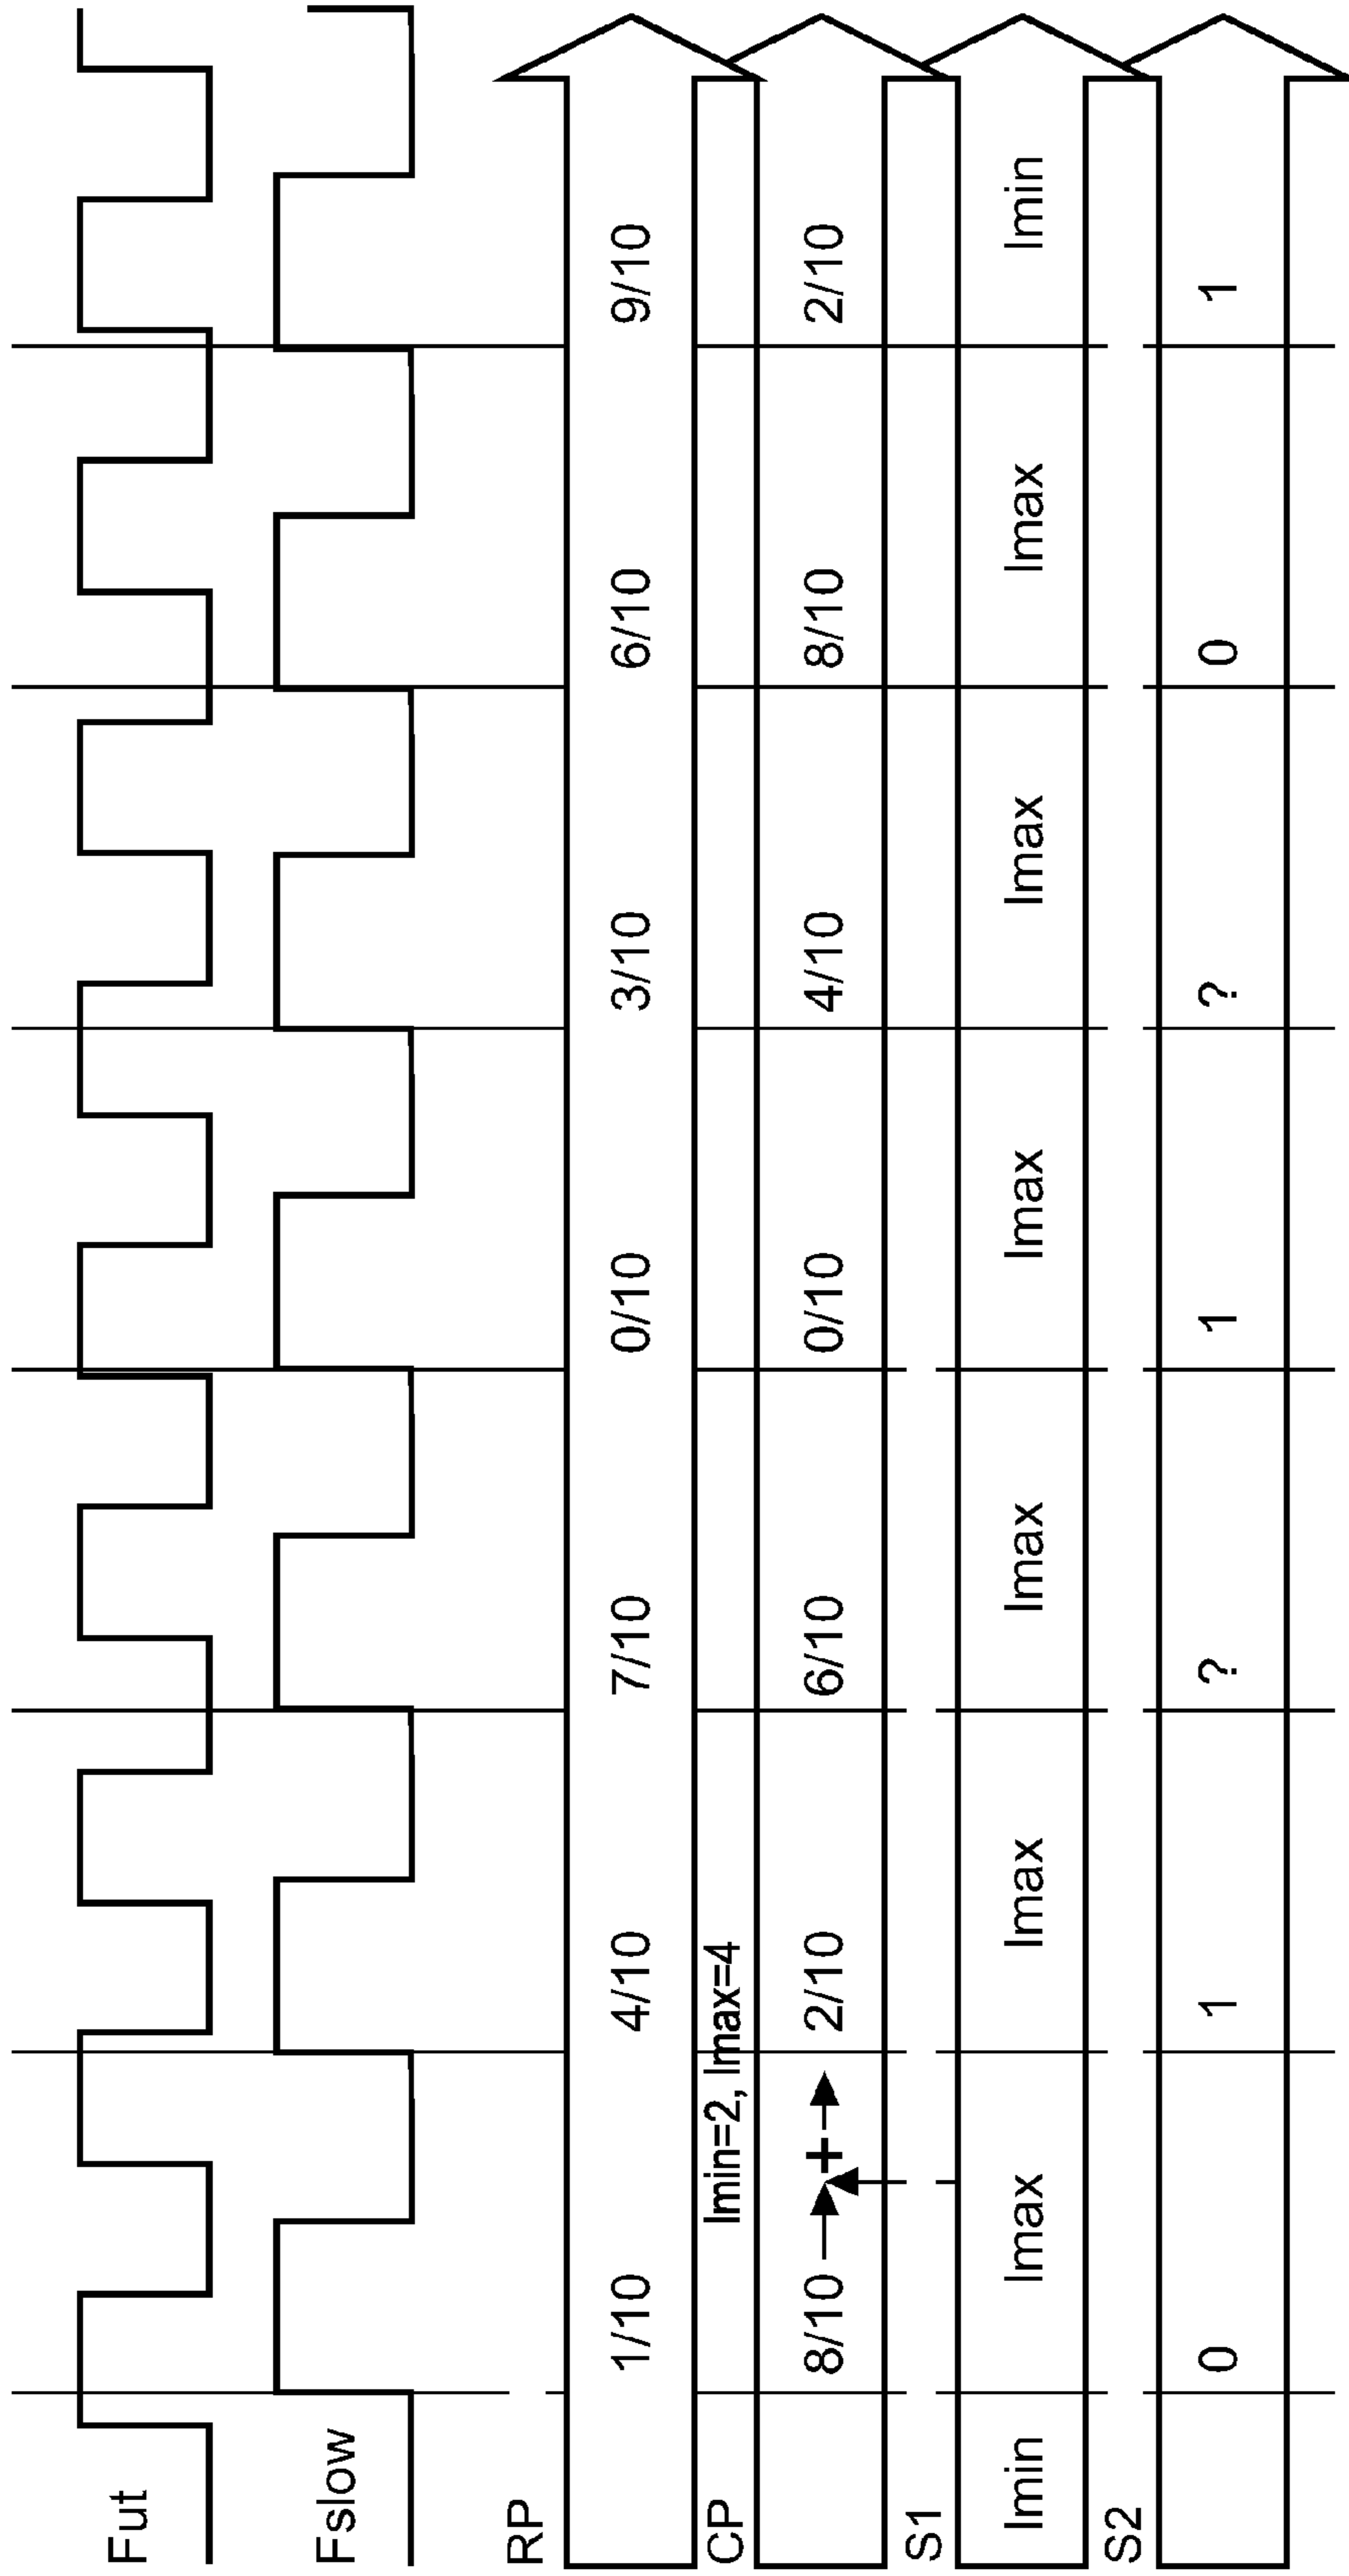 Fut
Fslow
RP
1/10 4/10 7/10 0/10 3/10 6/10 9/10
CP
Imin=2, Imax=4
8/10 + 2/10 6/10 0/10 4/10 8/10 2/10
S1
Imin Imax Imax Imax Imax Imax Imax Imin
S2
0 1 ? 1 ? 0 1